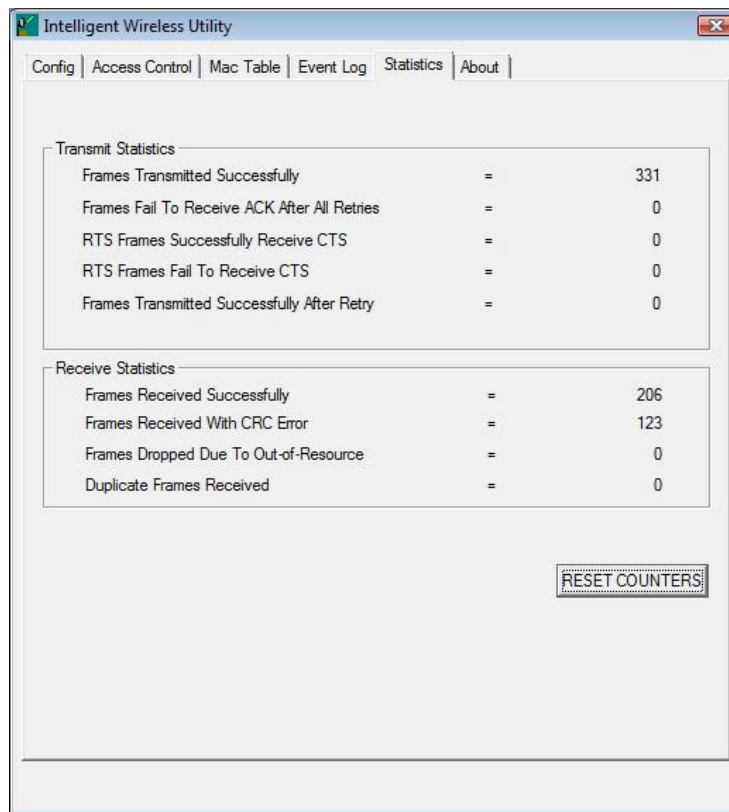 Intelligent Wireless Utility
Config Access Control Mac Table Event Log Statistics About
Transmit Statistics
Frames Transmitted Successfully = 331
Frames Fail To Receive ACK After All Retries = 0
RTS Frames Successfully Receive CTS = 0
RTS Frames Fail To Receive CTS = 0
Frames Transmitted Successfully After Retry = 0
Receive Statistics
Frames Received Successfully = 206
Frames Received With CRC Error = 123
Frames Dropped Due To Out-of-Resource = 0
Duplicate Frames Received = 0
RESET COUNTERS